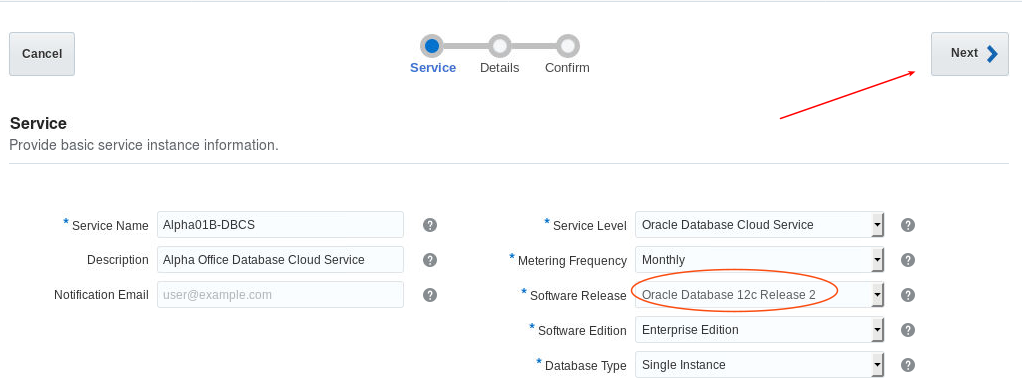 Cancel
Next
Service Details Confirm
Service
Provide basic service instance information.
* Service Name Alpha01B-DBCS ? * Service Level Oracle Database Cloud Service ?
Description Alpha Office Database Cloud Service ? * Metering Frequency Monthly ?
Notification Email user@example.com ? * Software Release Oracle Database 12c Release 2 ?
* Software Edition Enterprise Edition ?
* Database Type Single Instance ?